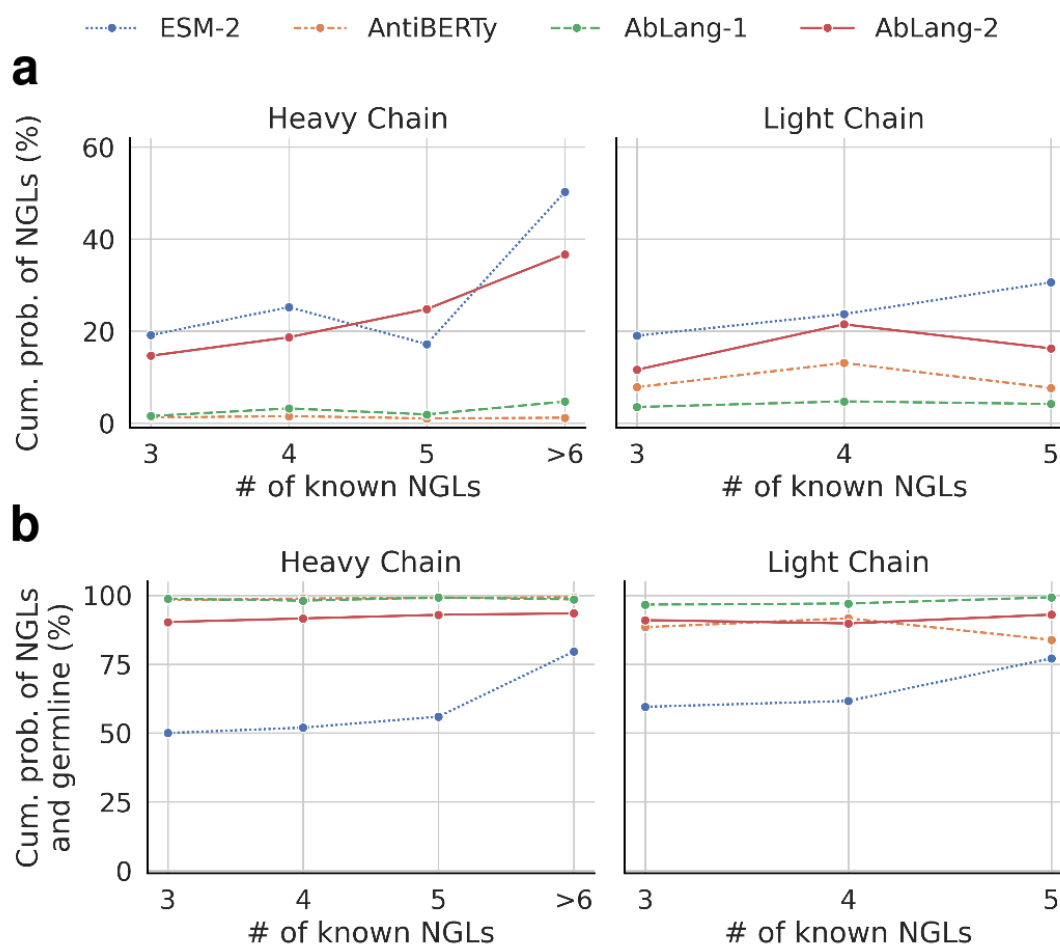 ESM-2 AntiBERTy AbLang-1 AbLang-2
a
Heavy Chain Light Chain
Cum. prob. of NGLs (%)
60
40
20
0
3 4 5 >6 3 4 5
# of known NGLs # of known NGLs
b
Heavy Chain Light Chain
Cum. prob. of NGLs
and germline (%)
100
75
50
25
0
3 4 5 >6 3 4 5
# of known NGLs # of known NGLs